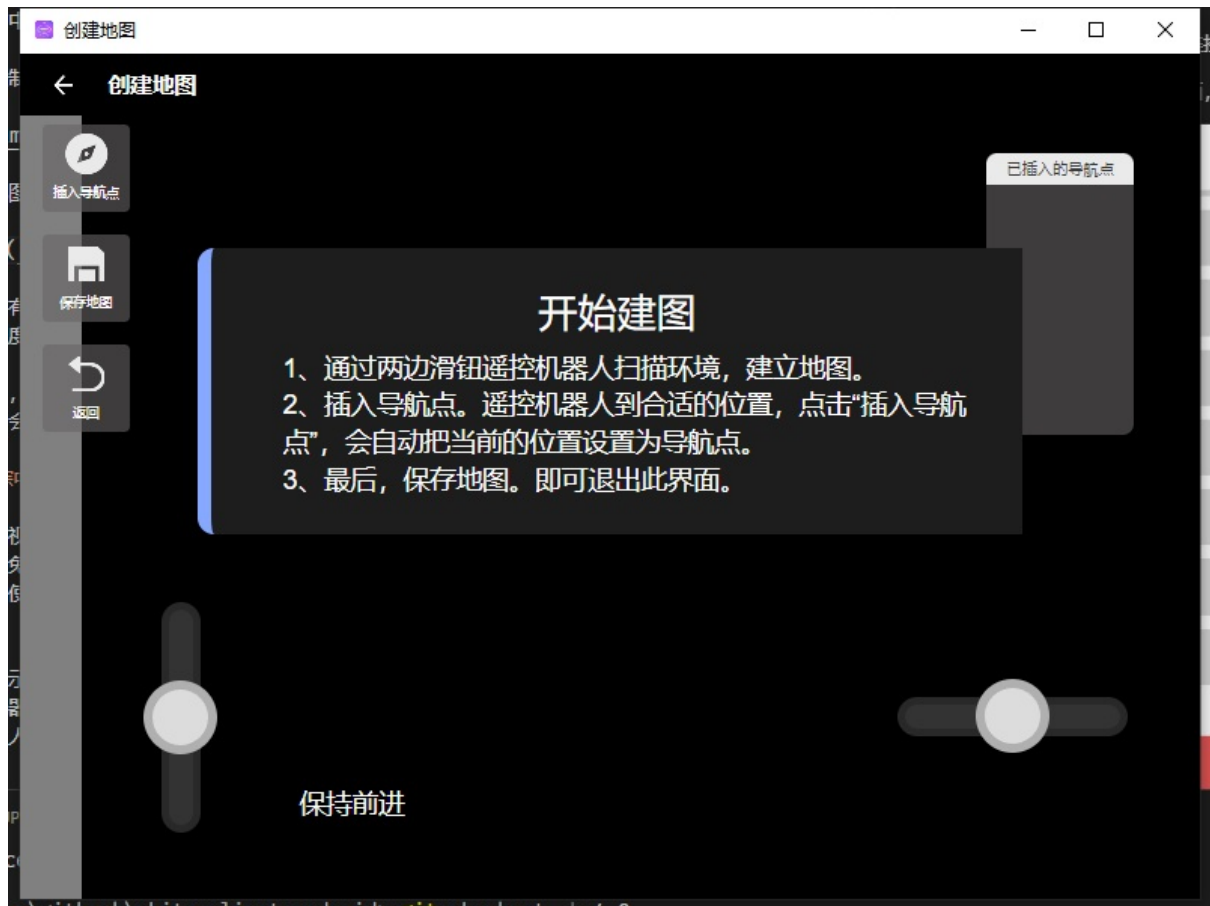 创建地图
创建地图
插入导航点
已插入的导航点
保存地图
返回
开始建图
1、通过两边滑钮遥控机器人扫描环境，建立地图。
2、插入导航点。遥控机器人到合适的位置，点击“插入导航
点”，会自动把当前的位置设置为导航点。
3、最后，保存地图。即可退出此界面。
保持前进